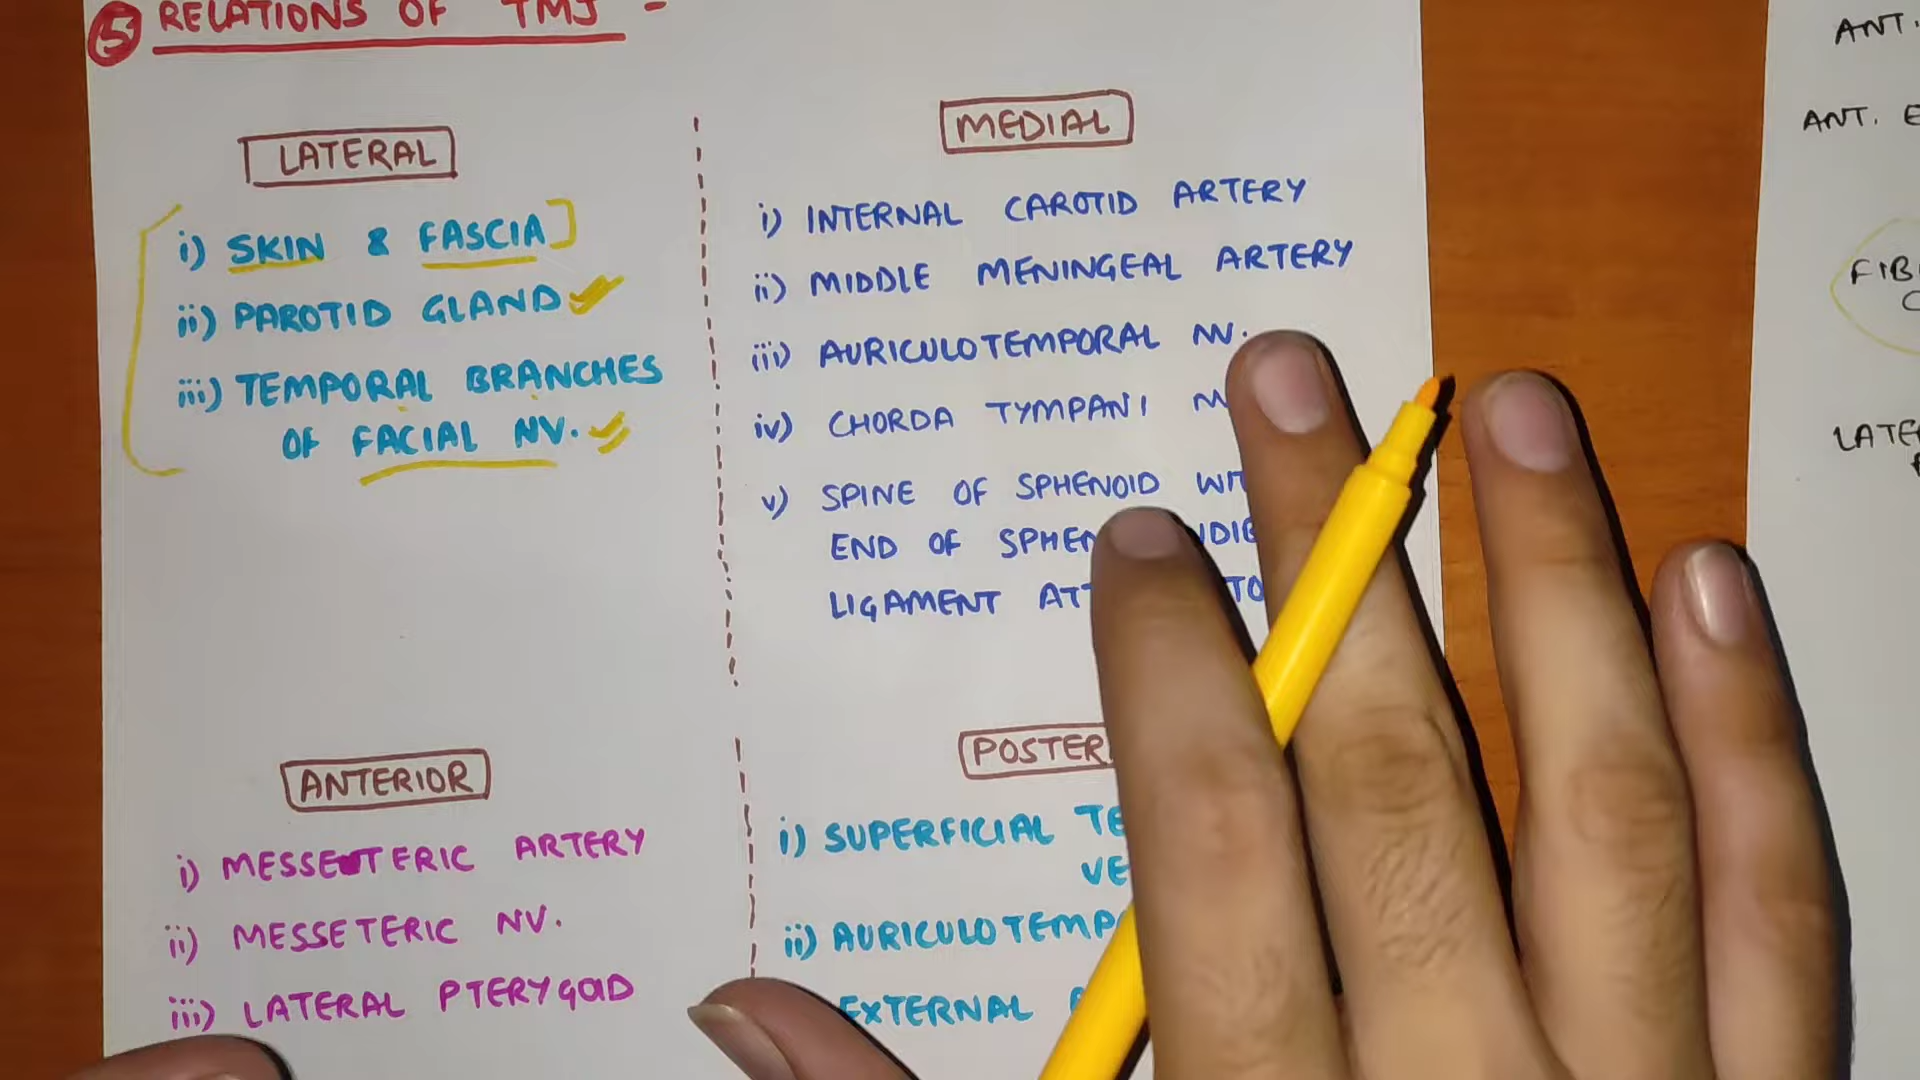 5 RELATIONS OF TMJ -
LATERAL
i) SKIN & FASCIA]
ii) PAROTID GLAND
iii) TEMPORAL BRANCHES
OF FACIAL NV.
MEDIAL
i) INTERNAL CAROTID ARTERY
ii) MIDDLE MENINGEAL ARTERY
iii) AURICULOTEMPORAL NV.
iv) CHORDA TYMPANI
v) SPINE OF SPHENOID
END OF
LIGAMENT
ANTERIOR
i) MESSETERIC ARTERY
ii) MESSETERIC NV.
iii) LATERAL PTERYGOID
i) SUPERFICIAL
ii)
EXTERNAL
ANT.
ANT.